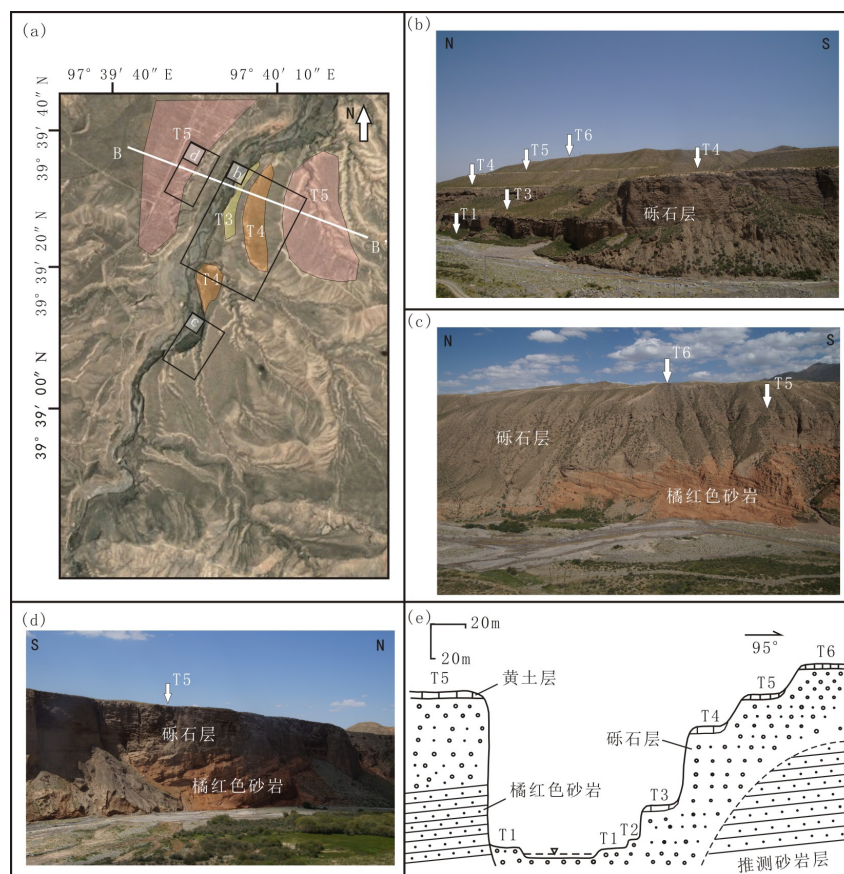 (a)
97° 39′ 40″ E
97° 40′ 10″ E
39° 39′ 40″ N
39° 39′ 20″ N
39° 39′ 00″ N
N
T5
B
d
b
T3
T4
T5
B'
T4
c
(b)
N
S
T6
T5
T4
T4
T3
T1
砾石层
(c)
N
S
T6
T5
砾石层
橘红色砂岩
(d)
S
N
T5
砾石层
橘红色砂岩
(e)
20m
20m
95°
T5
黄土层
T6
T5
T4
砾石层
橘红色砂岩
T3
T2
T1
T1
推测砂岩层